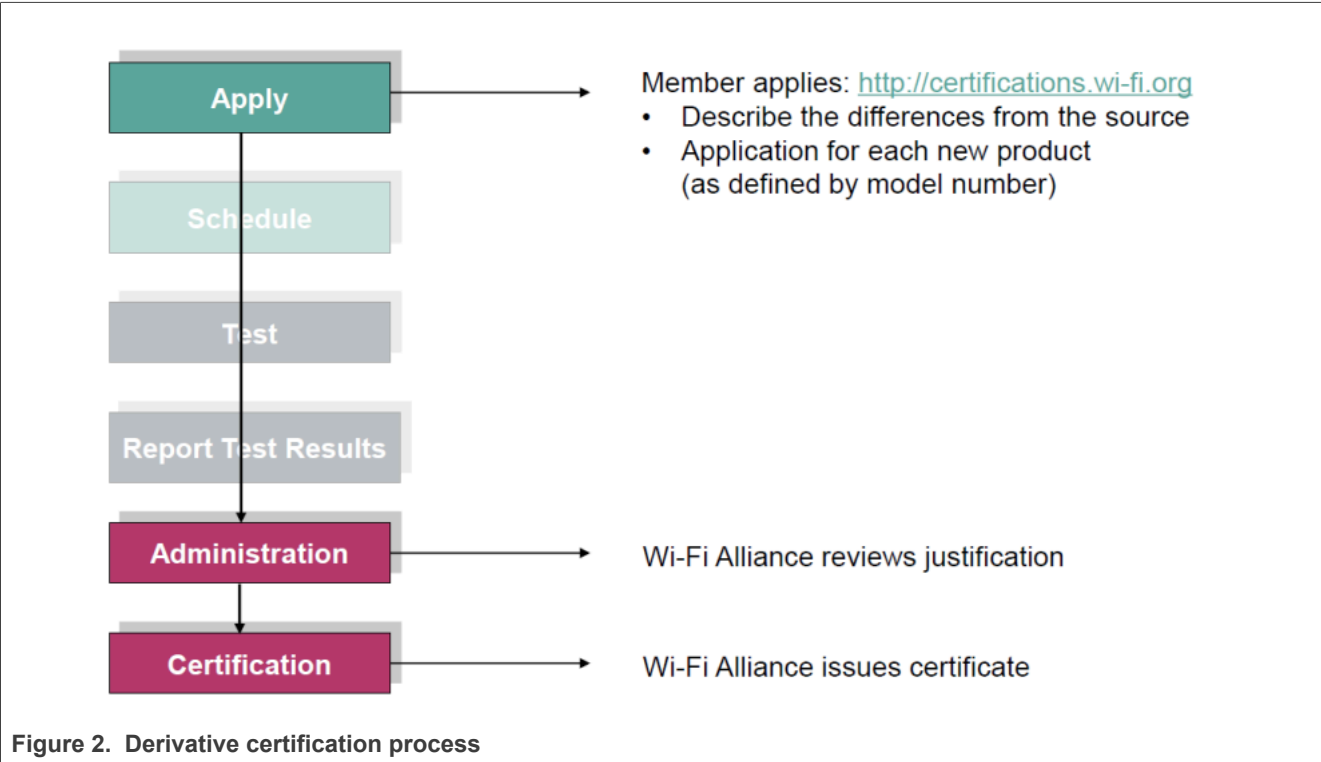 Apply
Member applies: http://certifications.wi-fi.org
• Describe the differences from the source
• Application for each new product
(as defined by model number)
Schedule
Test
Report Test Results
Administration
Wi-Fi Alliance reviews justification
Certification
Wi-Fi Alliance issues certificate
Figure 2. Derivative certification process